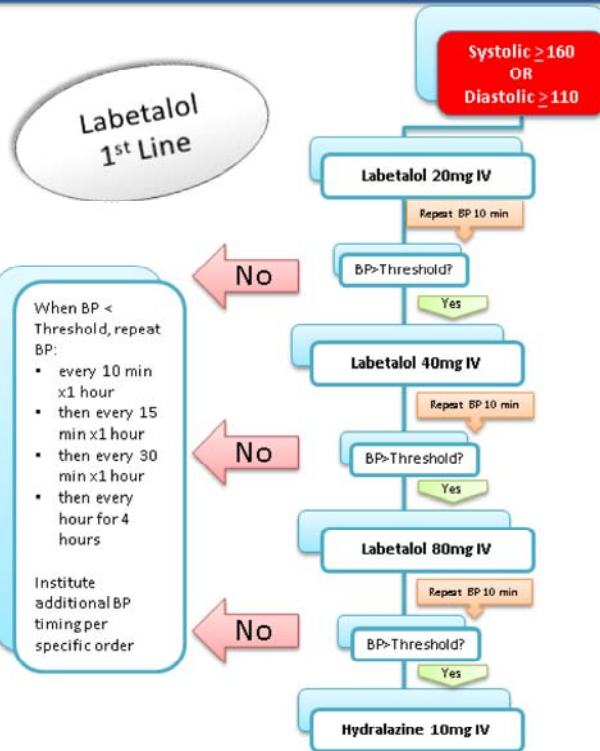 Systolic ≥160
OR
Diastolic ≥110
Labetalol
1st Line
Labetalol 20mg IV
Repeat BP 10 min
BP>Threshold?
No
Yes
When BP <
Threshold, repeat
BP:
▪ every 10 min
x1 hour
▪ then every 15
min x1 hour
▪ then every 30
min x1 hour
▪ then every
hour for 4
hours
Institute
additional BP
timing per
specific order
Labetalol 40mg IV
Repeat BP 10 min
BP>Threshold?
No
Yes
Labetalol 80mg IV
Repeat BP 10 min
BP>Threshold?
No
Yes
Hydralazine 10mg IV